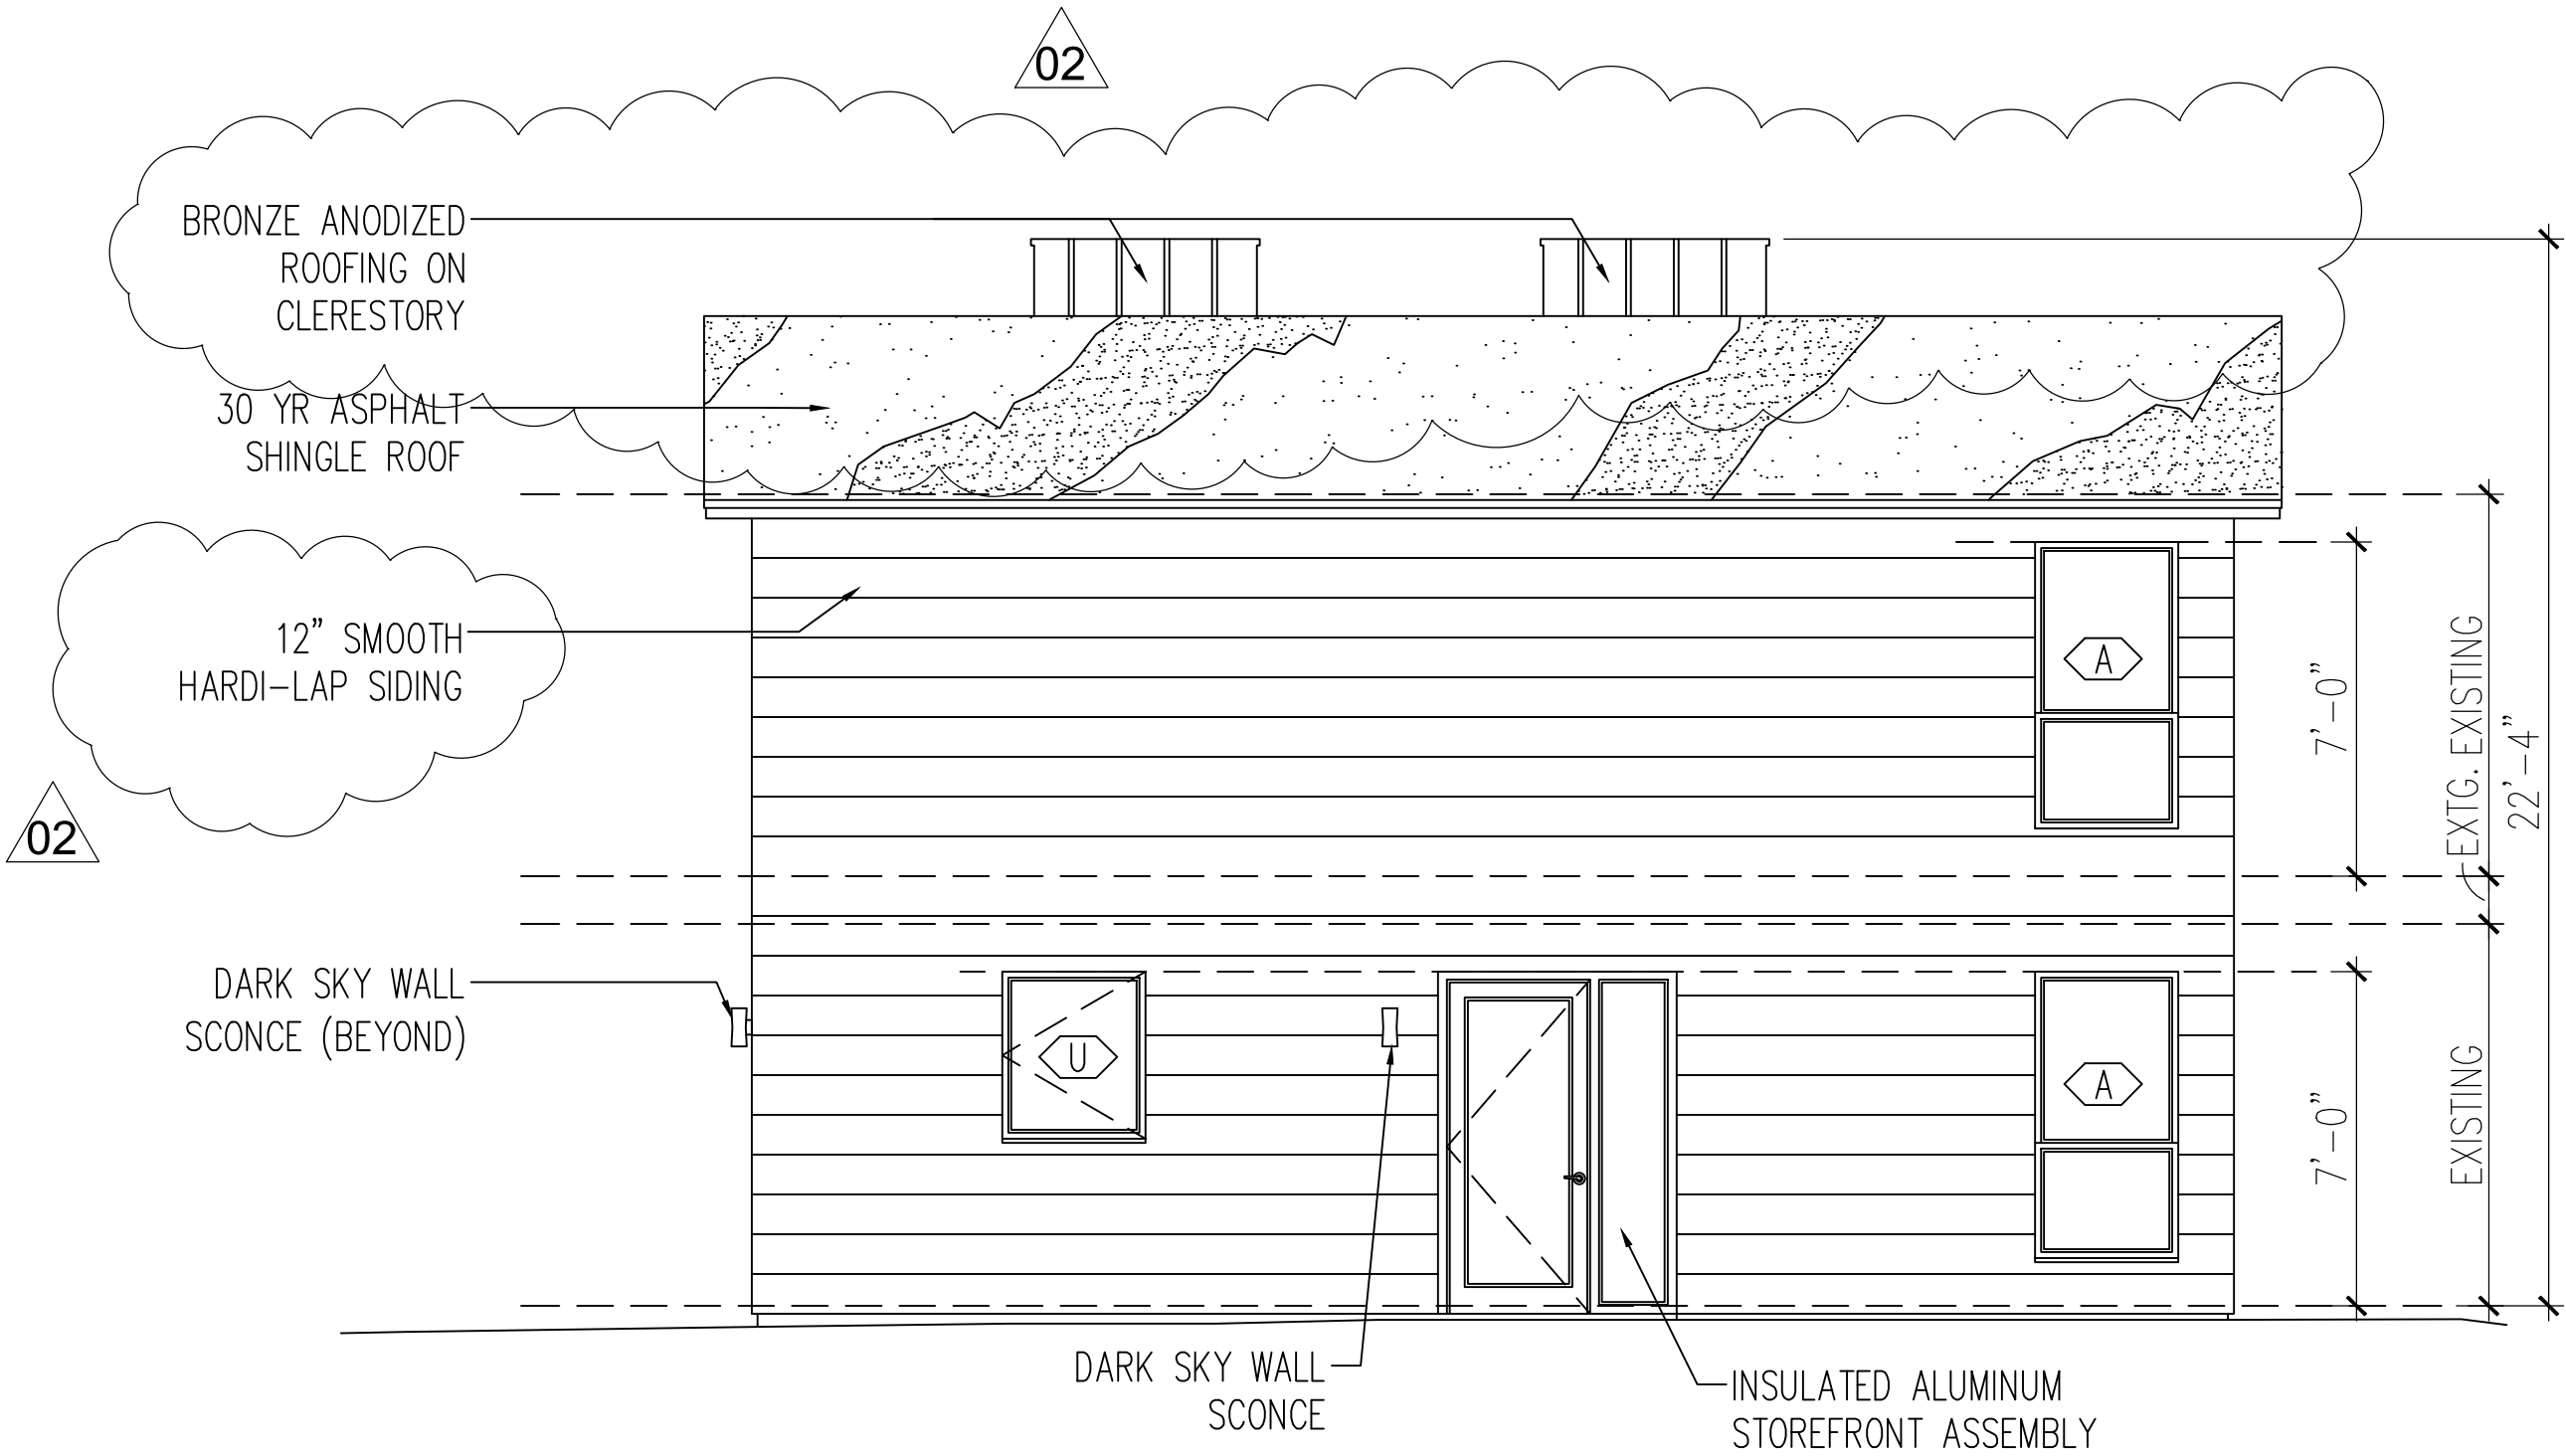 02
BRONZE ANODIZED
ROOFING ON
CLERESTORY
30 YR ASPHALT
SHINGLE ROOF
12” SMOOTH
HARDI-LAP SIDING
02
DARK SKY WALL
SCONCE (BEYOND)
U
A
A
7’-0”
7’-0”
EXTG. EXISTING
EXISTING
22’-4”
DARK SKY WALL
SCONCE
INSULATED ALUMINUM
STOREFRONT ASSEMBLY